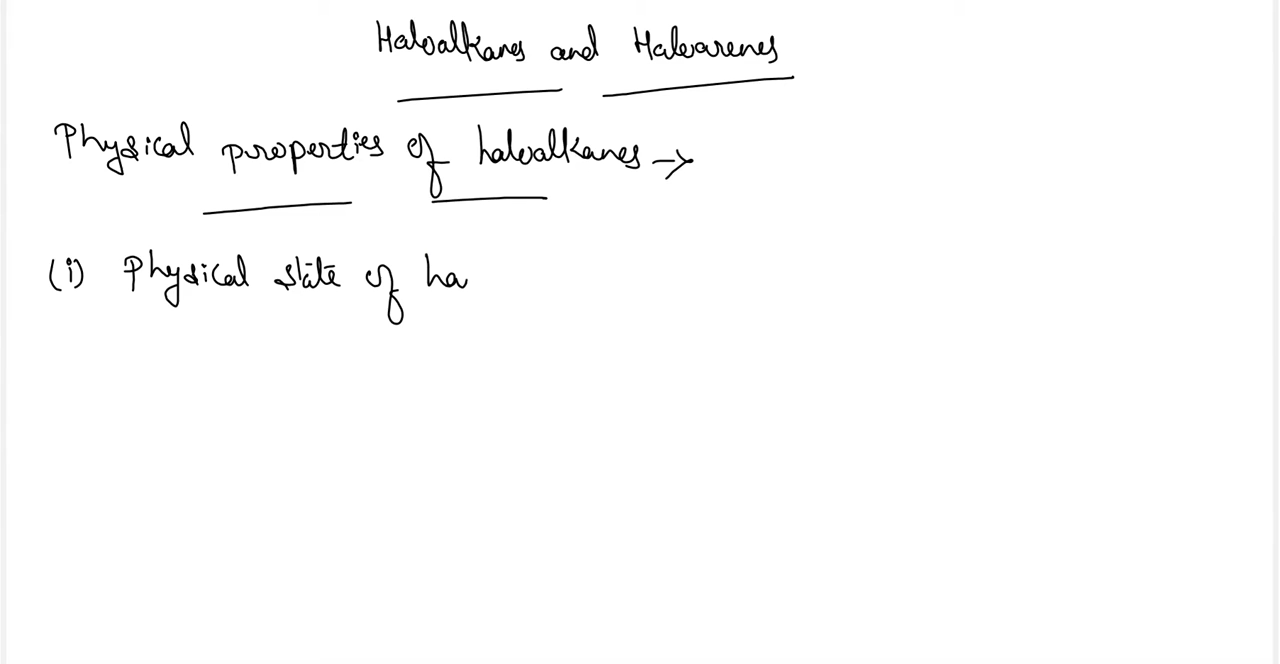 Haloalkanes and Haloarenes
Physical properties of haloalkanes →
(i) Physical state of ha